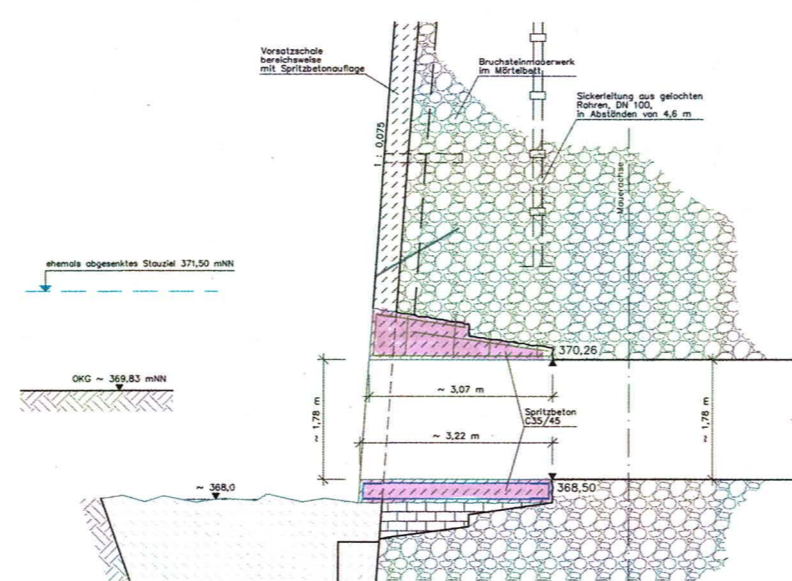 Vorsatzschale
bereichsweise
mit Spritzbetonauflage
Bruchsteinmauerwerk
im Mörtelbett
Sickerleitung aus gelochten
Rohren, DN 100,
in Abständen von 4,6 m
1 : 0,075
Mauerachse
ehemals abgesenktes Stauziel 371,50 mNN
370,26
OKG ~ 369,83 mNN
~ 3,07 m
~ 1,78 m
Spritzbeton
C35/45
~ 1,78 m
~ 3,22 m
~ 368,0
368,50